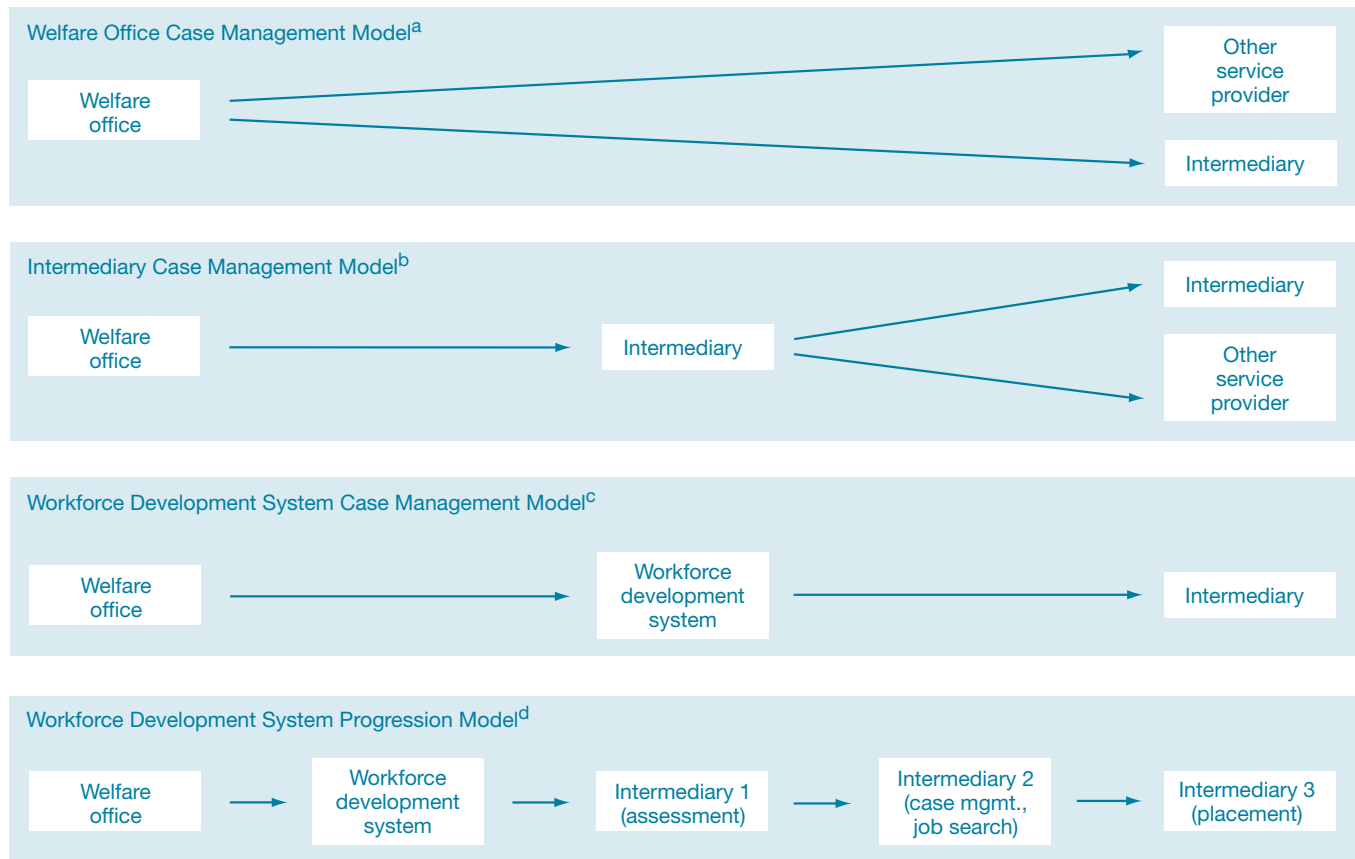 Welfare Office Case Management Modelᵃ
Welfare
office
Other
service
provider
Intermediary
Intermediary Case Management Modelᵇ
Welfare
office
Intermediary
Intermediary
Other
service
provider
Workforce Development System Case Management Modelᶜ
Welfare
office
Workforce
development
system
Intermediary
Workforce Development System Progression Modelᵈ
Welfare
office
Workforce
development
system
Intermediary 1
(assessment)
Intermediary 2
(case mgmt.,
job search)
Intermediary 3
(placement)